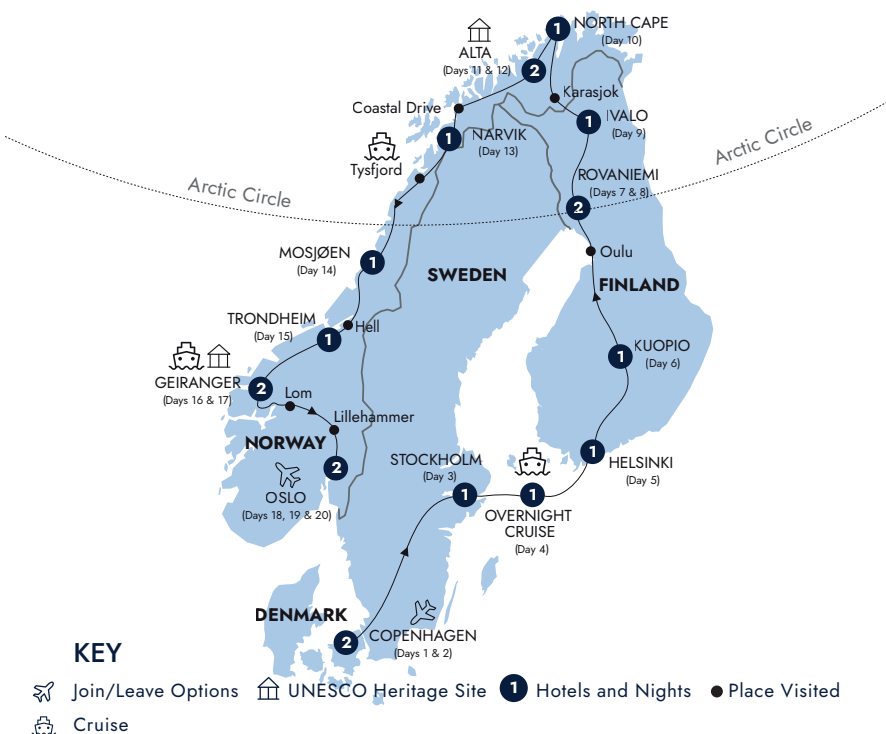 NORTH CAPE
(Day 10)
1
ALTA
(Days 11 & 12)
2
Karasjok
Coastal Drive
IVALO
(Day 9)
1
NARVIK
(Day 13)
1
Tysfjord
Arctic Circle
Arctic Circle
ROVANIEMI
(Days 7 & 8)
2
Oulu
MOSJØEN
(Day 14)
1
SWEDEN
FINLAND
TRONDHEIM
(Day 15)
1
Hell
KUOPIO
(Day 6)
1
GEIRANGER
(Days 16 & 17)
2
Lom
Lillehammer
NORWAY
STOCKHOLM
(Day 3)
1
HELSINKI
(Day 5)
1
OSLO
(Days 18, 19 & 20)
2
1
OVERNIGHT
CRUISE
(Day 4)
DENMARK
COPENHAGEN
(Days 1 & 2)
2
KEY
Join/Leave Options
UNESCO Heritage Site
1
Hotels and Nights
Place Visited
Cruise